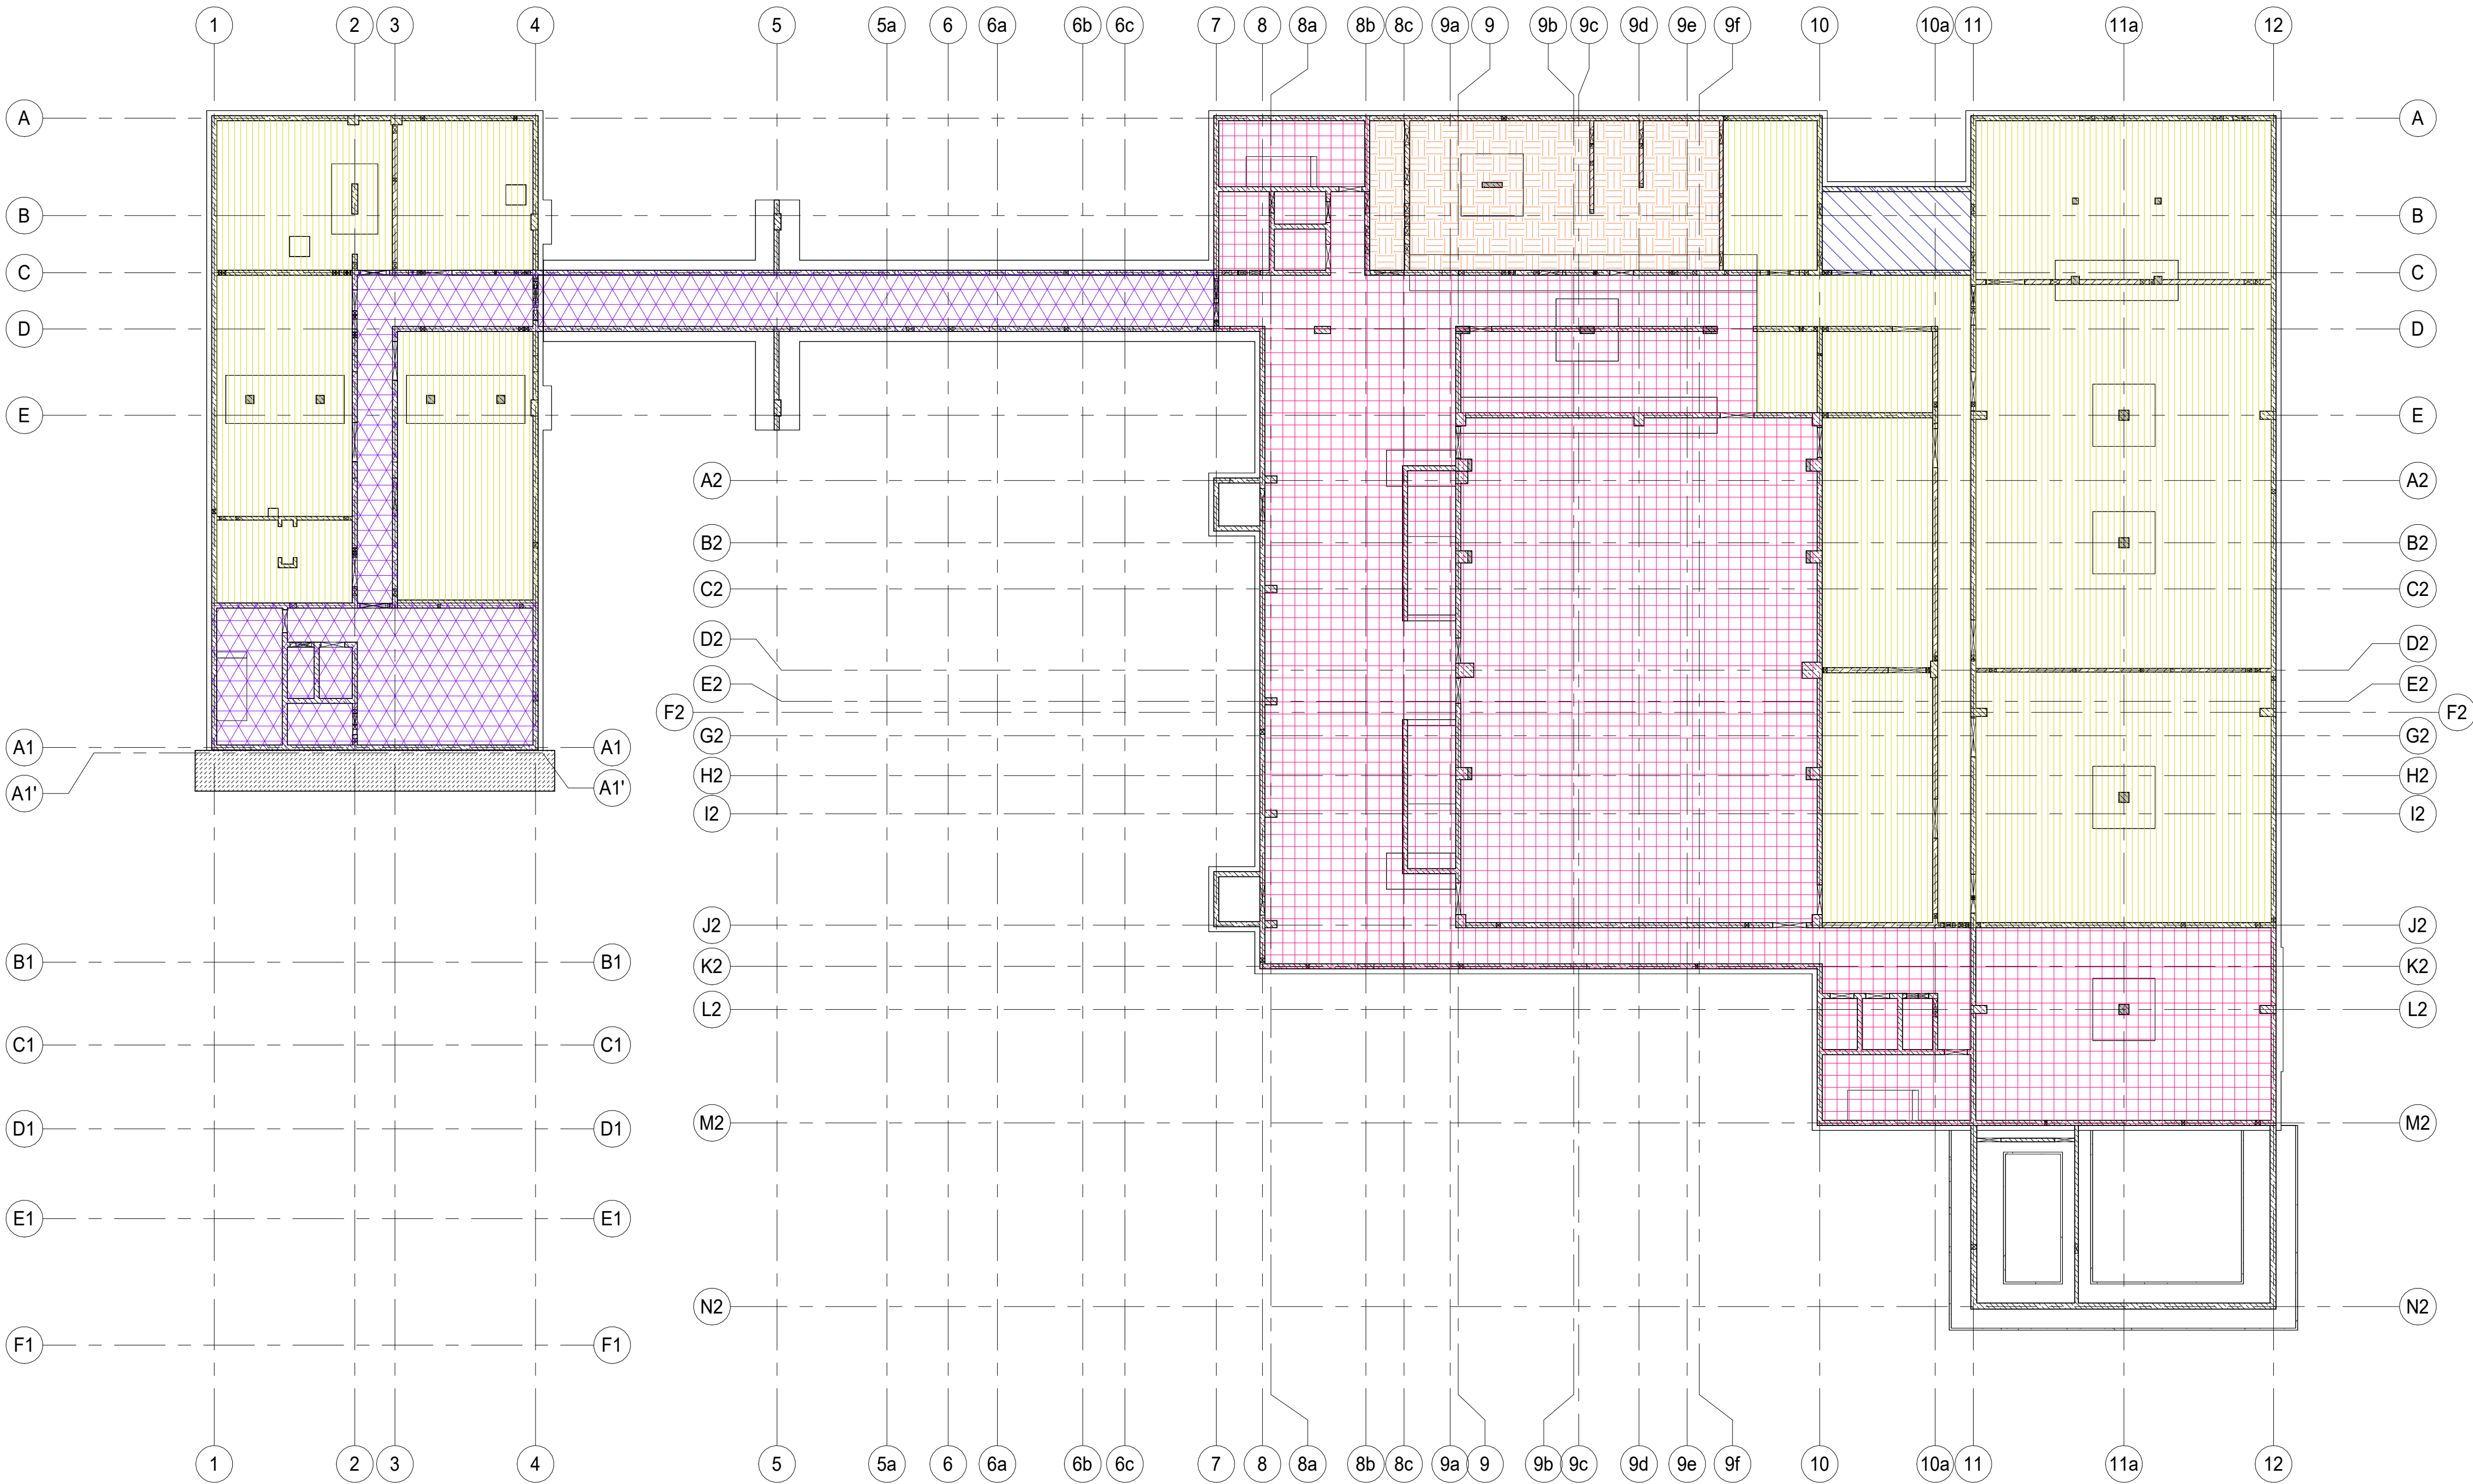 1 2 3 4 5 5a 6 6a 6b 6c 7 8 8a 8b 8c 9a 9 9b 9c 9d 9e 9f 10 10a 11 11a 12
A A
B B
C C
D D
E E
A2 A2
B2 B2
C2 C2
D2 D2
E2 E2
F2 F2
G2 G2
A1 A1
H2 H2
A1' A1'
I2 I2
J2 J2
B1 B1
K2 K2
L2 L2
C1 C1
M2 M2
D1 D1
E1 E1
N2 N2
F1 F1
1 2 3 4 5 5a 6 6a 6b 6c 7 8 8a 8b 8c 9a 9 9b 9c 9d 9e 9f 10 10a 11 11a 12